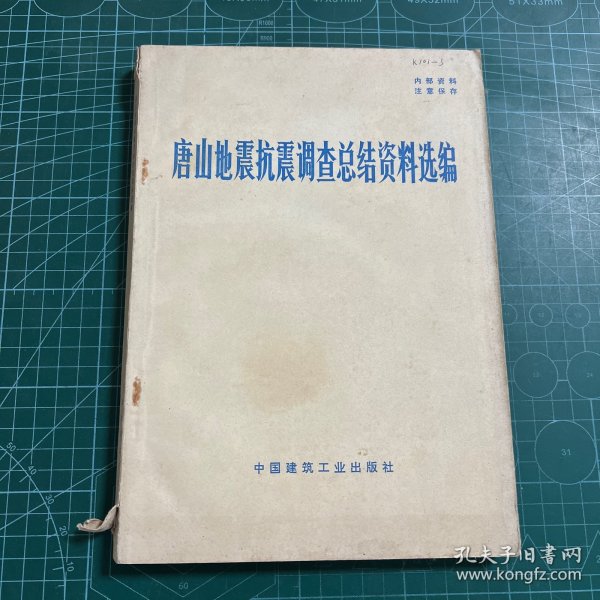 K101-5
内部资料
注意保存
唐山地震抗震调查总结资料选编
中国建筑工业出版社
孔夫子旧书网
www.kongfz.com